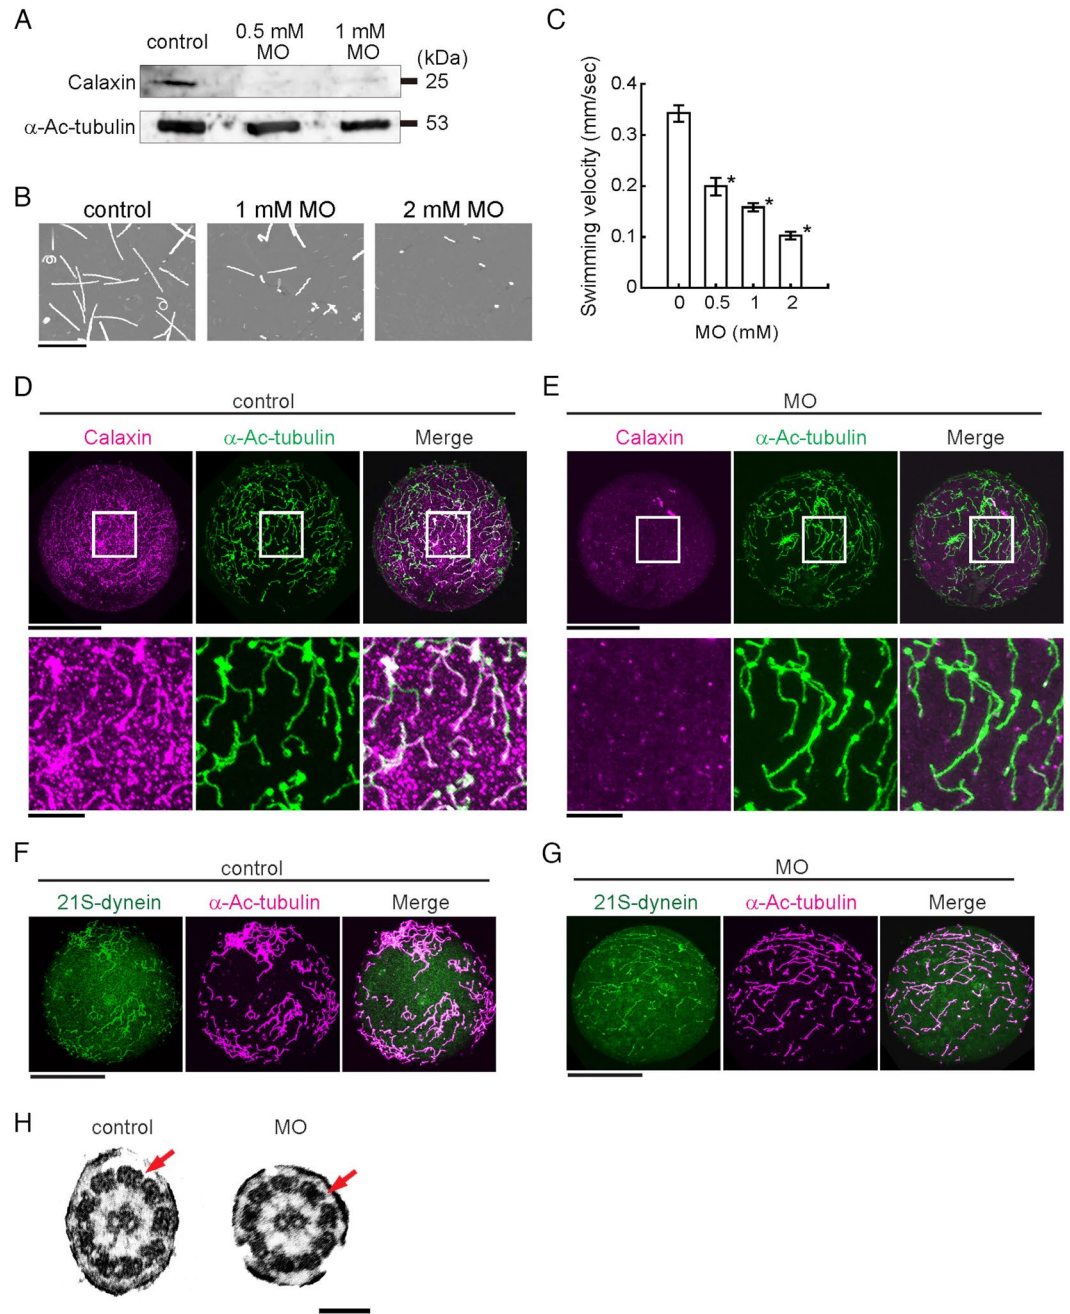 A
control
0.5 mM
MO
1 mM
MO
(kDa)
Calaxin
25
α-Ac-tubulin
53
B
control
1 mM MO
2 mM MO
C
Swimming velocity (mm/sec)
0.4
0.3
0.2
0.1
0
*
*
*
0 0.5 1 2
MO (mM)
D
control
Calaxin α-Ac-tubulin Merge
E
MO
Calaxin α-Ac-tubulin Merge
F
control
21S-dynein α-Ac-tubulin Merge
G
MO
21S-dynein α-Ac-tubulin Merge
H
control MO